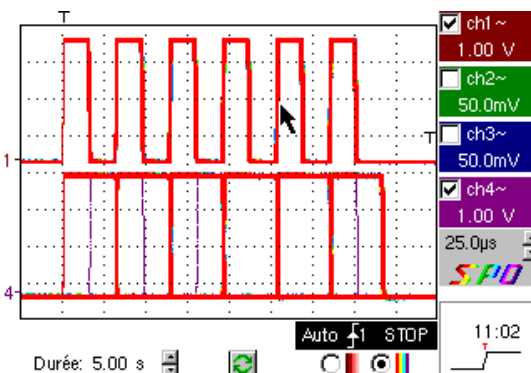 T
ch1~
1.00 V
ch2~
50.0mV
T
ch3~
50.0mV
1
ch4~
1.00 V
25.0µs
SPO
4
Auto 1 STOP
T
11:02
Durée: 5.00 s